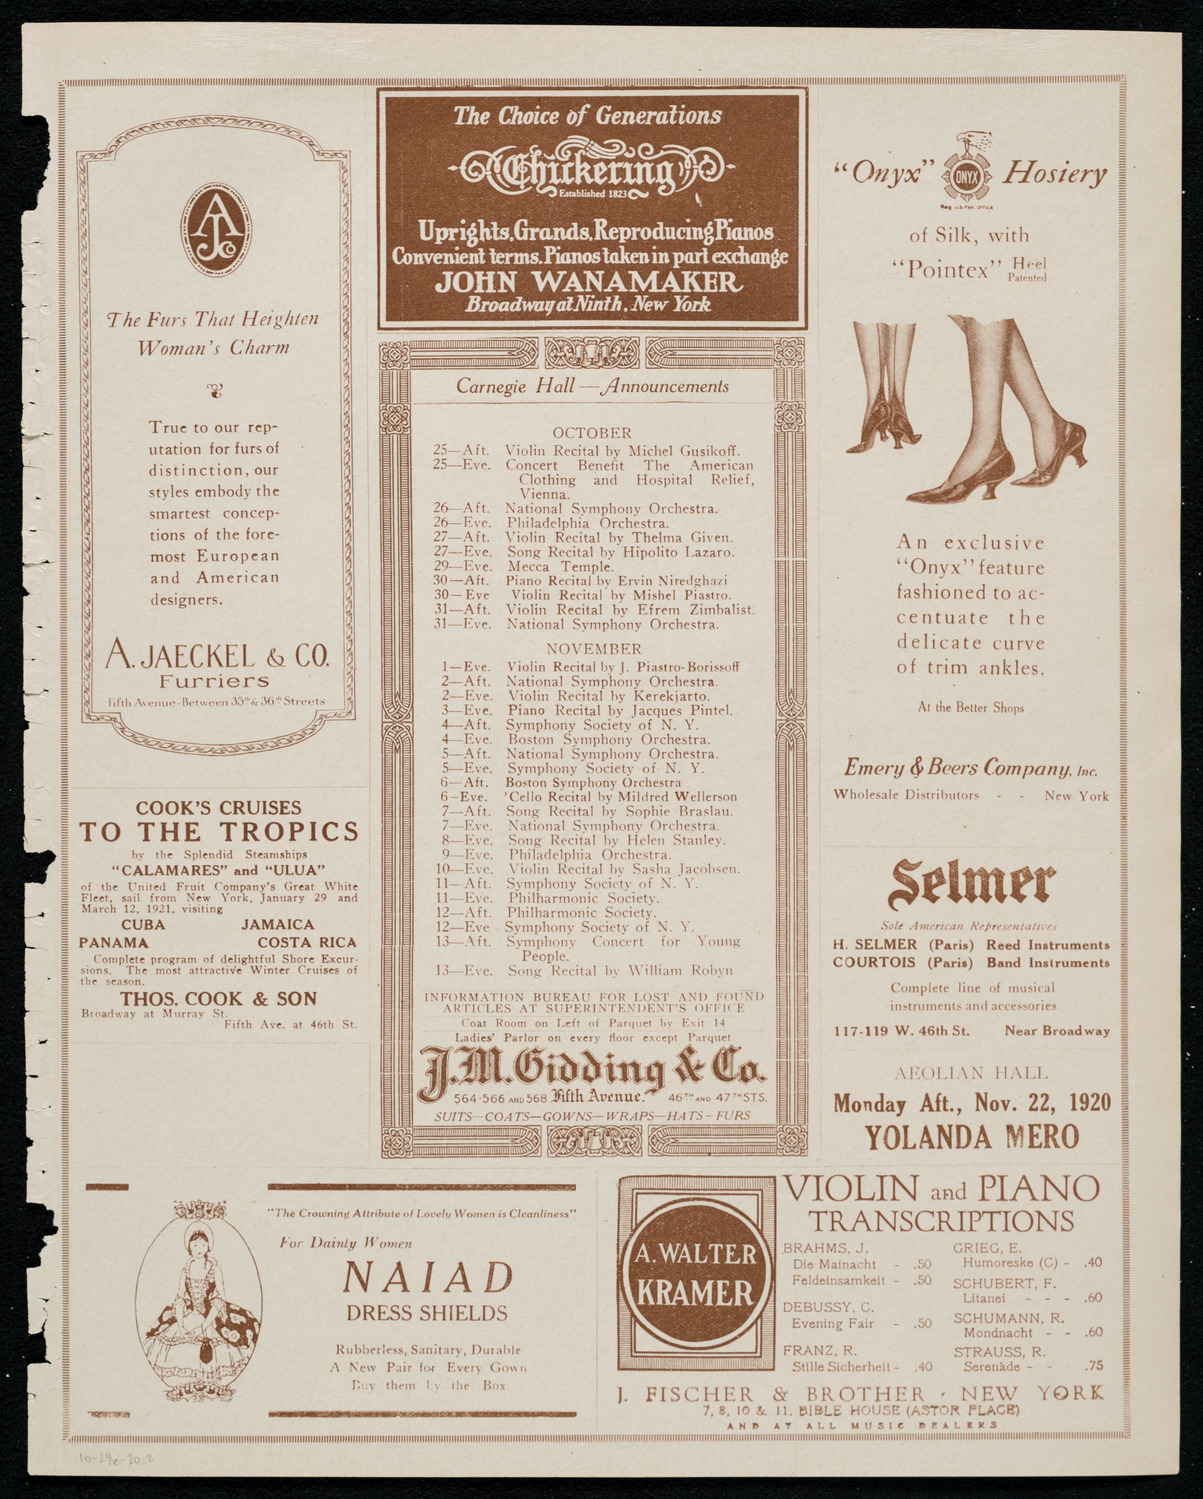 AJCo
The Furs That Heighten
Woman's Charm
True to our rep-
utation for furs of
distinction, our
styles embody the
smartest concep-
tions of the fore-
most European
and American
designers.
A. JAECKEL & CO.
Furriers
Fifth Avenue - Between 35th & 36th Streets
COOK'S CRUISES
TO THE TROPICS
by the Splendid Steamships
"CALAMARES" and "ULUA"
of the United Fruit Company's Great White
Fleet, sail from New York, January 29 and
March 12, 1921, visiting
CUBA JAMAICA
PANAMA COSTA RICA
Complete program of delightful Shore Excur-
sions. The most attractive Winter Cruises of
the season.
THOS. COOK & SON
Broadway at Murray St.
Fifth Ave. at 46th St.
The Choice of Generations
Chickering
Established 1823
Uprights, Grands, Reproducing Pianos
Convenient terms. Pianos taken in part exchange
JOHN WANAMAKER
Broadway at Ninth, New York
Carnegie Hall—Announcements
OCTOBER
25—Aft. Violin Recital by Michel Gusikoff.
25—Eve. Concert Benefit The American
Clothing and Hospital Relief,
Vienna.
26—Aft. National Symphony Orchestra.
26—Eve. Philadelphia Orchestra.
27—Aft. Violin Recital by Thelma Given.
27—Eve. Song Recital by Hipolito Lazaro.
29—Eve. Mecca Temple.
30—Aft. Piano Recital by Ervin Niredghazi
30—Eve Violin Recital by Mishel Piastro.
31—Aft. Violin Recital by Efrem Zimbalist.
31—Eve. National Symphony Orchestra.
NOVEMBER
1—Eve. Violin Recital by J. Piastro-Borissoff
2—Aft. National Symphony Orchestra.
2—Eve. Violin Recital by Kerekjarto.
3—Eve. Piano Recital by Jacques Pintel.
4—Aft. Symphony Society of N. Y.
4—Eve. Boston Symphony Orchestra.
5—Aft. National Symphony Orchestra.
5—Eve. Symphony Society of N. Y.
6—Aft. Boston Symphony Orchestra
6—Eve. 'Cello Recital by Mildred Wellerson
7—Aft. Song Recital by Sophie Braslau.
7—Eve. National Symphony Orchestra.
8—Eve. Song Recital by Helen Stanley.
9—Eve. Philadelphia Orchestra.
10—Eve. Violin Recital by Sasha Jacobsen.
11—Aft. Symphony Society of N. Y.
11—Eve. Philharmonic Society.
12—Aft. Philharmonic Society.
12—Eve Symphony Society of N. Y.
13—Aft. Symphony Concert for Young
People.
13—Eve. Song Recital by William Robyn
INFORMATION BUREAU FOR LOST AND FOUND
ARTICLES AT SUPERINTENDENT'S OFFICE
Coat Room on Left of Parquet by Exit 14
Ladies' Parlor on every floor except Parquet
J.M. Gidding & Co.
564-566 AND 568 Fifth Avenue. 46TH AND 47TH STS.
SUITS—COATS—GOWNS—WRAPS—HATS—FURS
"Onyx" ONYX Hosiery
Reg. U.S. Pat. Office
of Silk, with
"Pointex" Heel
Patented
An exclusive
"Onyx" feature
fashioned to ac-
centuate the
delicate curve
of trim ankles.
At the Better Shops
Emery & Beers Company, Inc.
Wholesale Distributors - - New York
Selmer
Sole American Representatives
H. SELMER (Paris) Reed Instruments
COURTOIS (Paris) Band Instruments
Complete line of musical
instruments and accessories
117-119 W. 46th St. Near Broadway
AEOLIAN HALL
Monday Aft., Nov. 22, 1920
YOLANDA MERO
"The Crowning Attribute of Lovely Women is Cleanliness"
For Dainty Women
NAIAD
DRESS SHIELDS
Rubberless, Sanitary, Durable
A New Pair for Every Gown
Buy them by the Box
A. WALTER
KRAMER
VIOLIN and PIANO
TRANSCRIPTIONS
BRAHMS, J.
Die Mainacht - .50
Feldeinsamkeit - .50
DEBUSSY, C.
Evening Fair - .50
FRANZ, R.
Stille Sicherheit - .40
GRIEG, E.
Humoreske (C) - .40
SCHUBERT, F.
Litanei - - - .60
SCHUMANN, R.
Mondnacht - - .60
STRAUSS, R.
Serenade - - .75
J. FISCHER & BROTHER - NEW YORK
7, 8, 10 & 11, BIBLE HOUSE (ASTOR PLACE)
AND AT ALL MUSIC DEALERS
10-24e-20-2